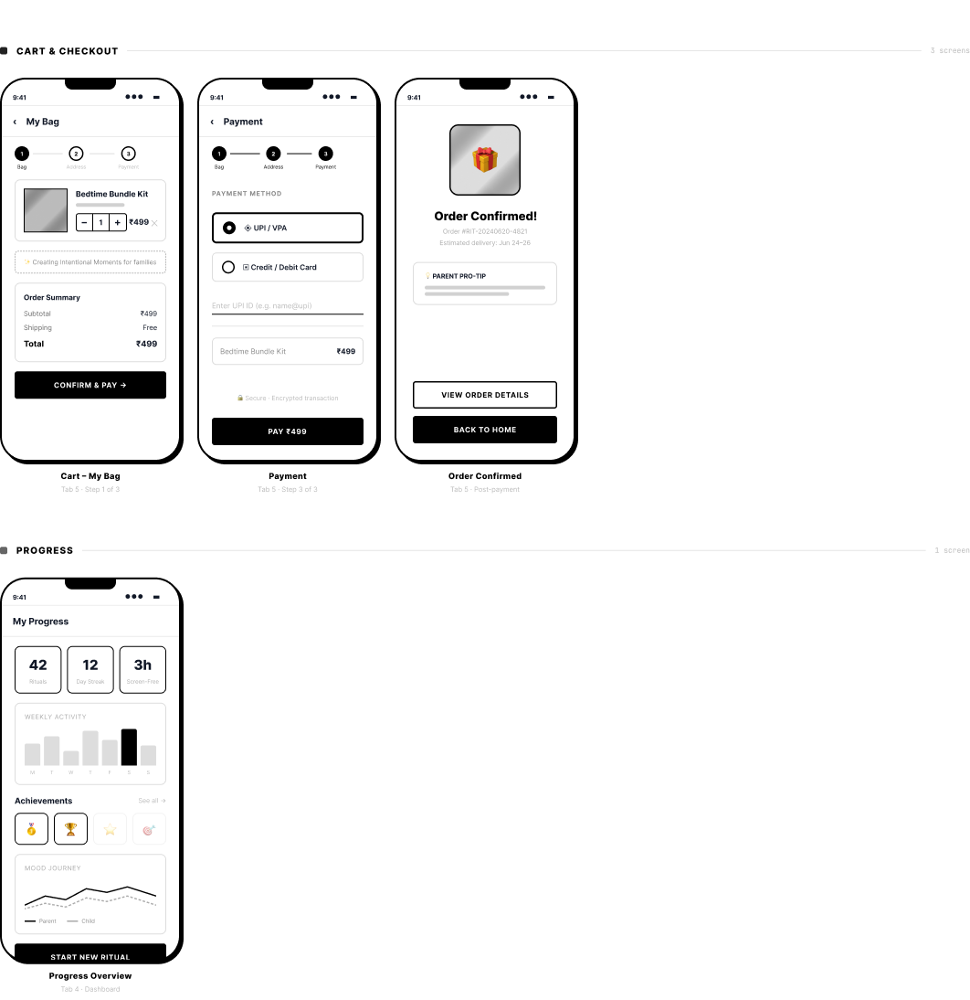 CART & CHECKOUT
3 screens
9:41
‹ My Bag
1 2 3
Bag Address Payment
Bedtime Bundle Kit
− 1 + ₹499 ×
✨ Creating Intentional Moments for families
Order Summary
Subtotal ₹499
Shipping Free
Total ₹499
CONFIRM & PAY →
Cart – My Bag
Tab 5 · Step 1 of 3
9:41
‹ Payment
1 2 3
Bag Address Payment
PAYMENT METHOD
UPI / VPA
Credit / Debit Card
Enter UPI ID (e.g. name@upi)
Bedtime Bundle Kit ₹499
🔒 Secure · Encrypted transaction
PAY ₹499
Payment
Tab 5 · Step 3 of 3
9:41
Order Confirmed!
Order #RIT-20240620-4821
Estimated delivery: Jun 24–26
💡 PARENT PRO-TIP
VIEW ORDER DETAILS
BACK TO HOME
Order Confirmed
Tab 5 · Post-payment
PROGRESS
1 screen
9:41
My Progress
42 12 3h
Rituals Day Streak Screen-Free
WEEKLY ACTIVITY
M T W T F S S
Achievements See all →
MOOD JOURNEY
Parent Child
START NEW RITUAL
Progress Overview
Tab 4 · Dashboard